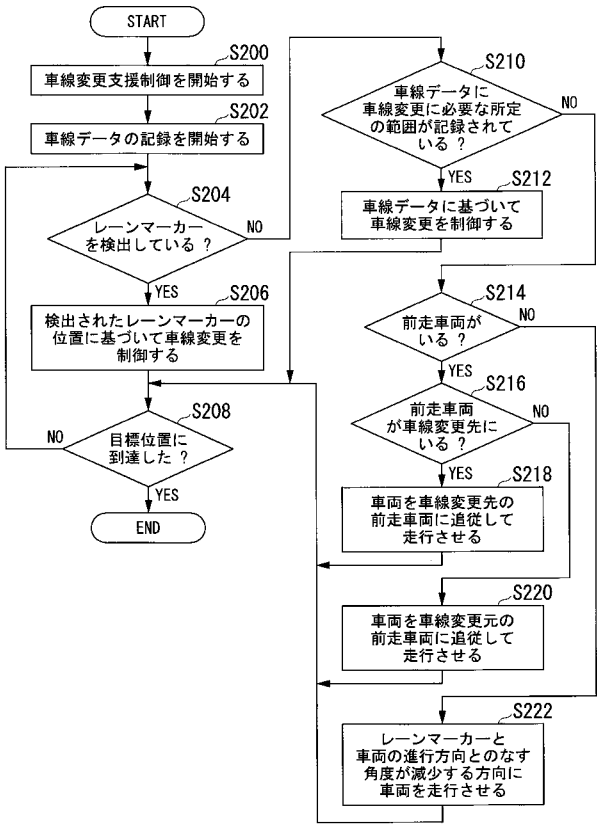 START
S200
車線変更支援制御を開始する
S202
車線データの記録を開始する
S204
レーンマーカー
を検出している ?
NO
YES
S206
検出されたレーンマーカーの
位置に基づいて車線変更を
制御する
S208
目標位置に
到達した ?
NO
YES
END
S210
車線データに
車線変更に必要な所定
の範囲が記録されて
いる ?
NO
YES
S212
車線データに基づいて
車線変更を制御する
S214
前走車両が
いる ?
NO
YES
S216
前走車両
が車線変更先に
いる ?
NO
YES
S218
車両を車線変更先の
前走車両に追従して
走行させる
S220
車両を車線変更元の
前走車両に追従して
走行させる
S222
レーンマーカーと
車両の進行方向とのなす
角度が減少する方向に
車両を走行させる